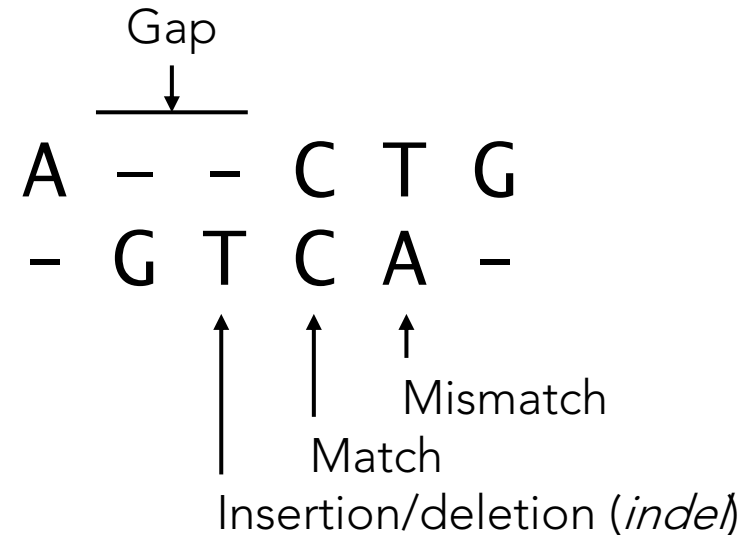 Gap
A – – C T G
– G T C A –
Mismatch
Match
Insertion/deletion (indel)